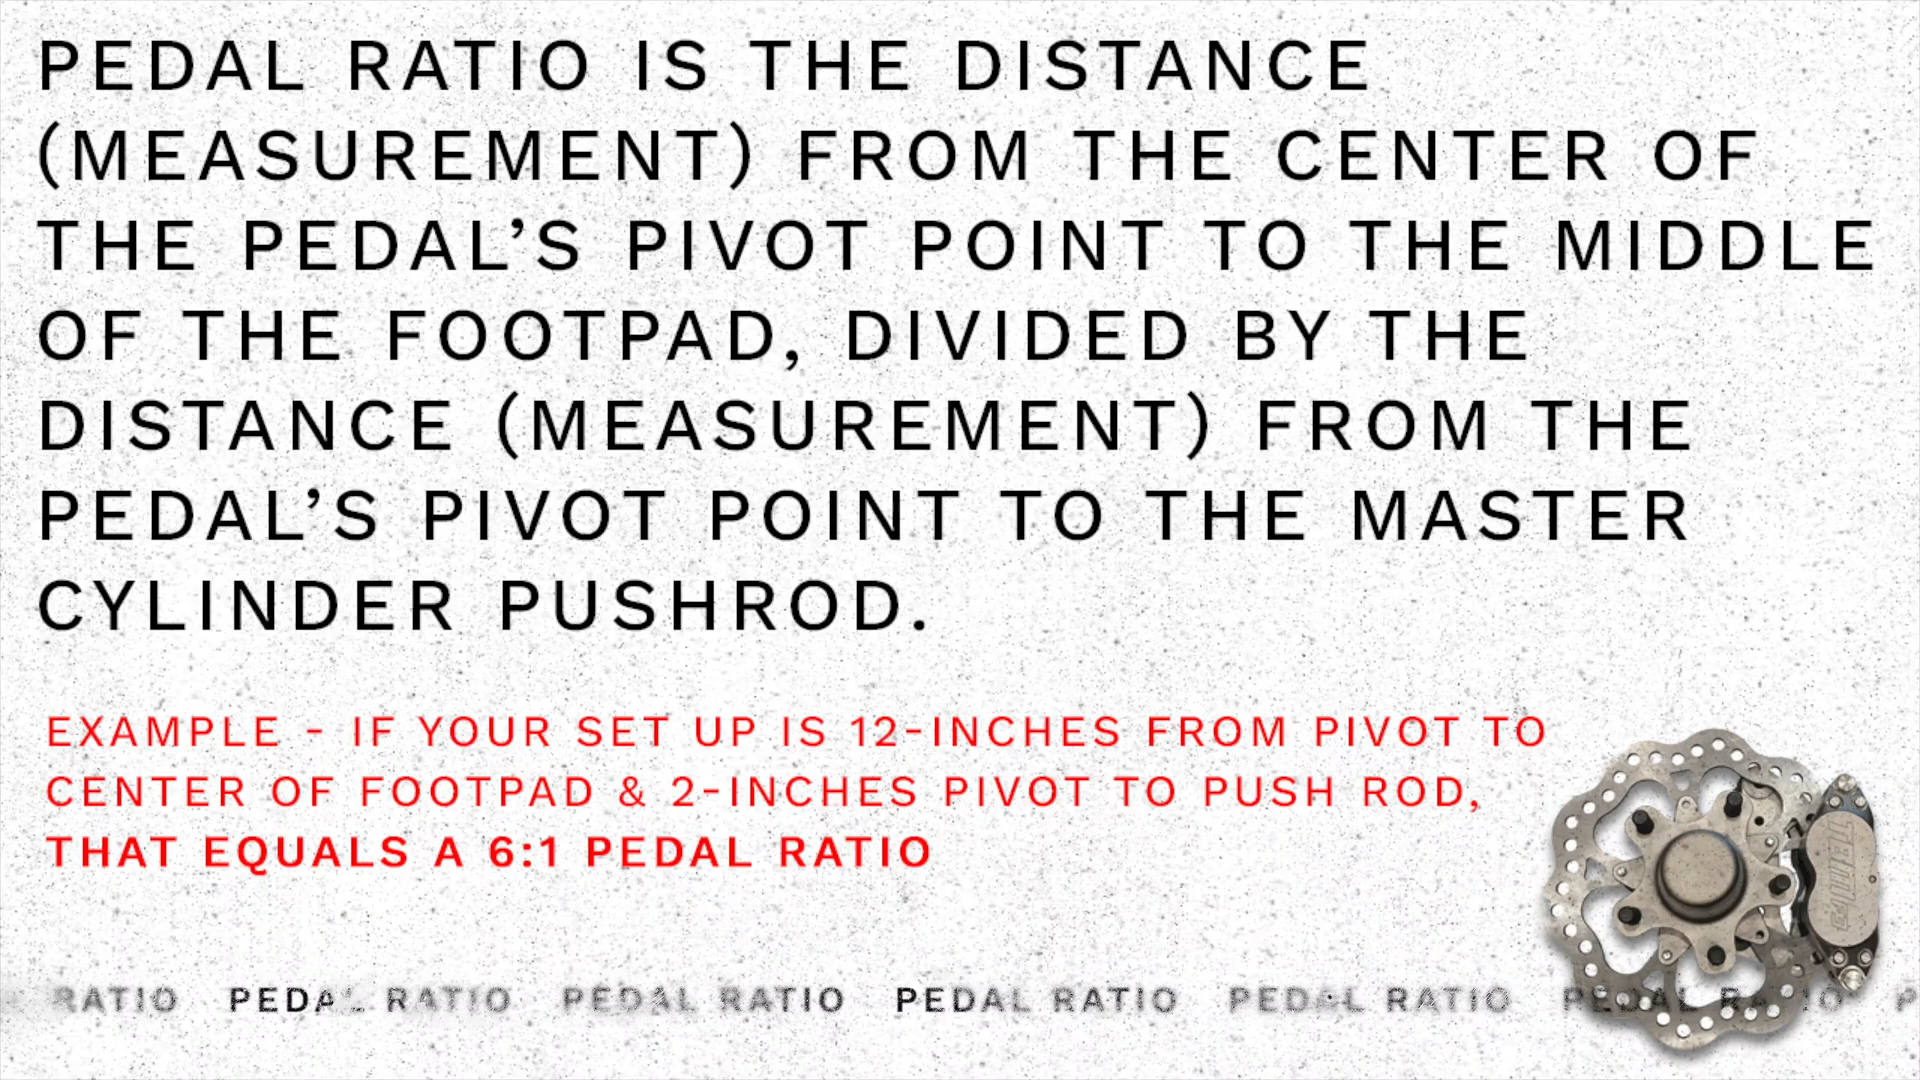 PEDAL RATIO IS THE DISTANCE
(MEASUREMENT) FROM THE CENTER OF
THE PEDAL’S PIVOT POINT TO THE MIDDLE
OF THE FOOTPAD, DIVIDED BY THE
DISTANCE (MEASUREMENT) FROM THE
PEDAL’S PIVOT POINT TO THE MASTER
CYLINDER PUSHROD.
EXAMPLE - IF YOUR SET UP IS 12-INCHES FROM PIVOT TO
CENTER OF FOOTPAD & 2-INCHES PIVOT TO PUSH ROD,
THAT EQUALS A 6:1 PEDAL RATIO
RATIO PEDAL RATIO PEDAL RATIO PEDAL RATIO PEDAL RATIO PEDAL RATIO P